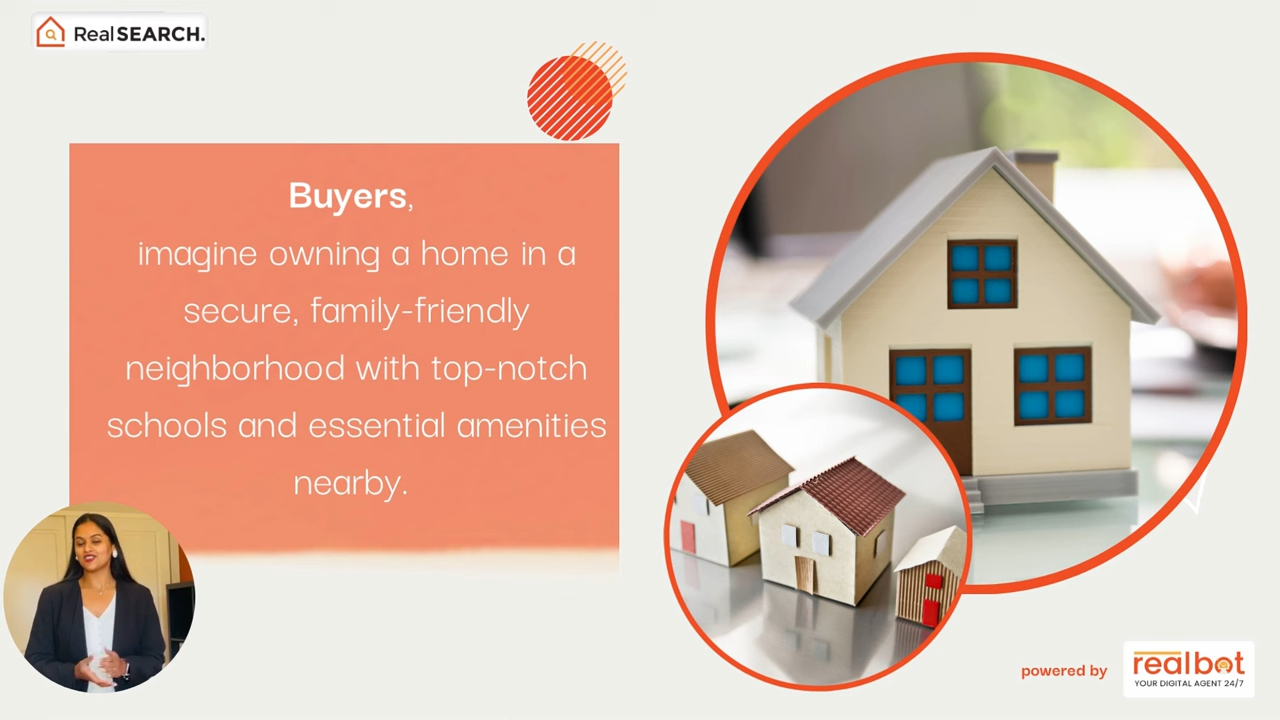 RealSEARCH.
Buyers,
imagine owning a home in a
secure, family-friendly
neighborhood with top-notch
schools and essential amenities
nearby.
powered by
realbot
YOUR DIGITAL AGENT 24/7